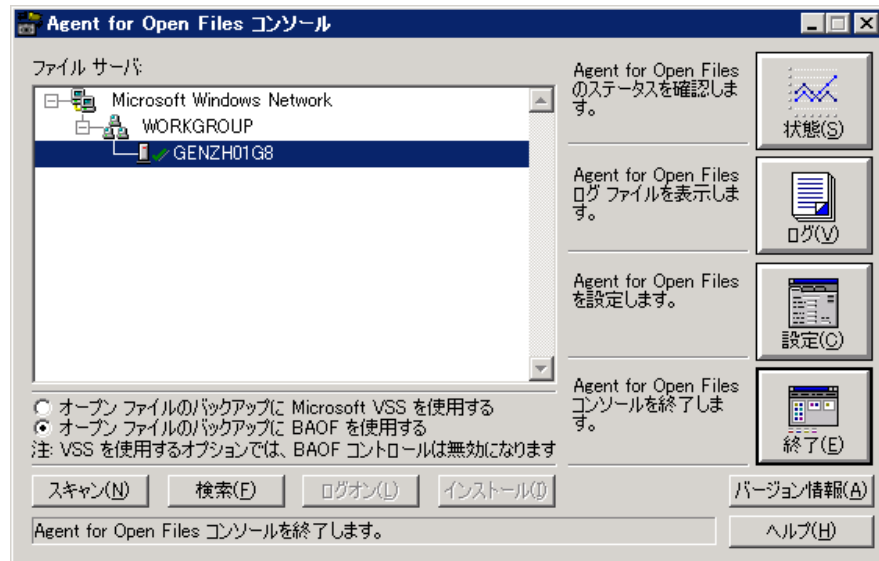 Agent for Open Files コンソール
ファイル サーバ:
Microsoft Windows Network
WORKGROUP
GENZH01G8
Agent for Open Files
のステータスを確認しま
す。
状態(S)
Agent for Open Files
ログ ファイルを表示しま
す。
ログ(V)
Agent for Open Files
を設定します。
設定(C)
Agent for Open Files
コンソールを終了しま
す。
終了(E)
オープン ファイルのバックアップに Microsoft VSS を使用する
オープン ファイルのバックアップに BAOF を使用する
注: VSS を使用するオプションでは、BAOF コントロールは無効になります
スキャン(N)
検索(F)
ログオン(L)
インストール(I)
バージョン情報(A)
Agent for Open Files コンソールを終了します。
ヘルプ(H)